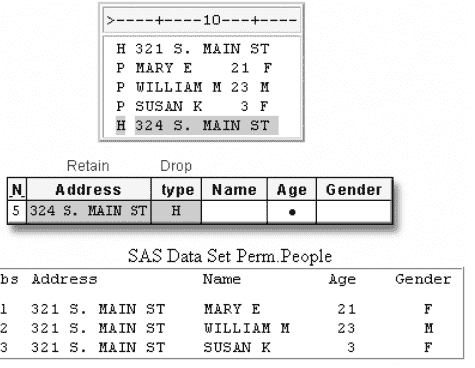 >----+----10---+----
H 321 S. MAIN ST
P MARY E 21 F
P WILLIAM M 23 M
P SUSAN K 3 F
H 324 S. MAIN ST
Retain Drop
_N_ Address type Name Age Gender
5 324 S. MAIN ST H •
SAS Data Set Perm.People
bs Address Name Age Gender
1 321 S. MAIN ST MARY E 21 F
2 321 S. MAIN ST WILLIAM M 23 M
3 321 S. MAIN ST SUSAN K 3 F